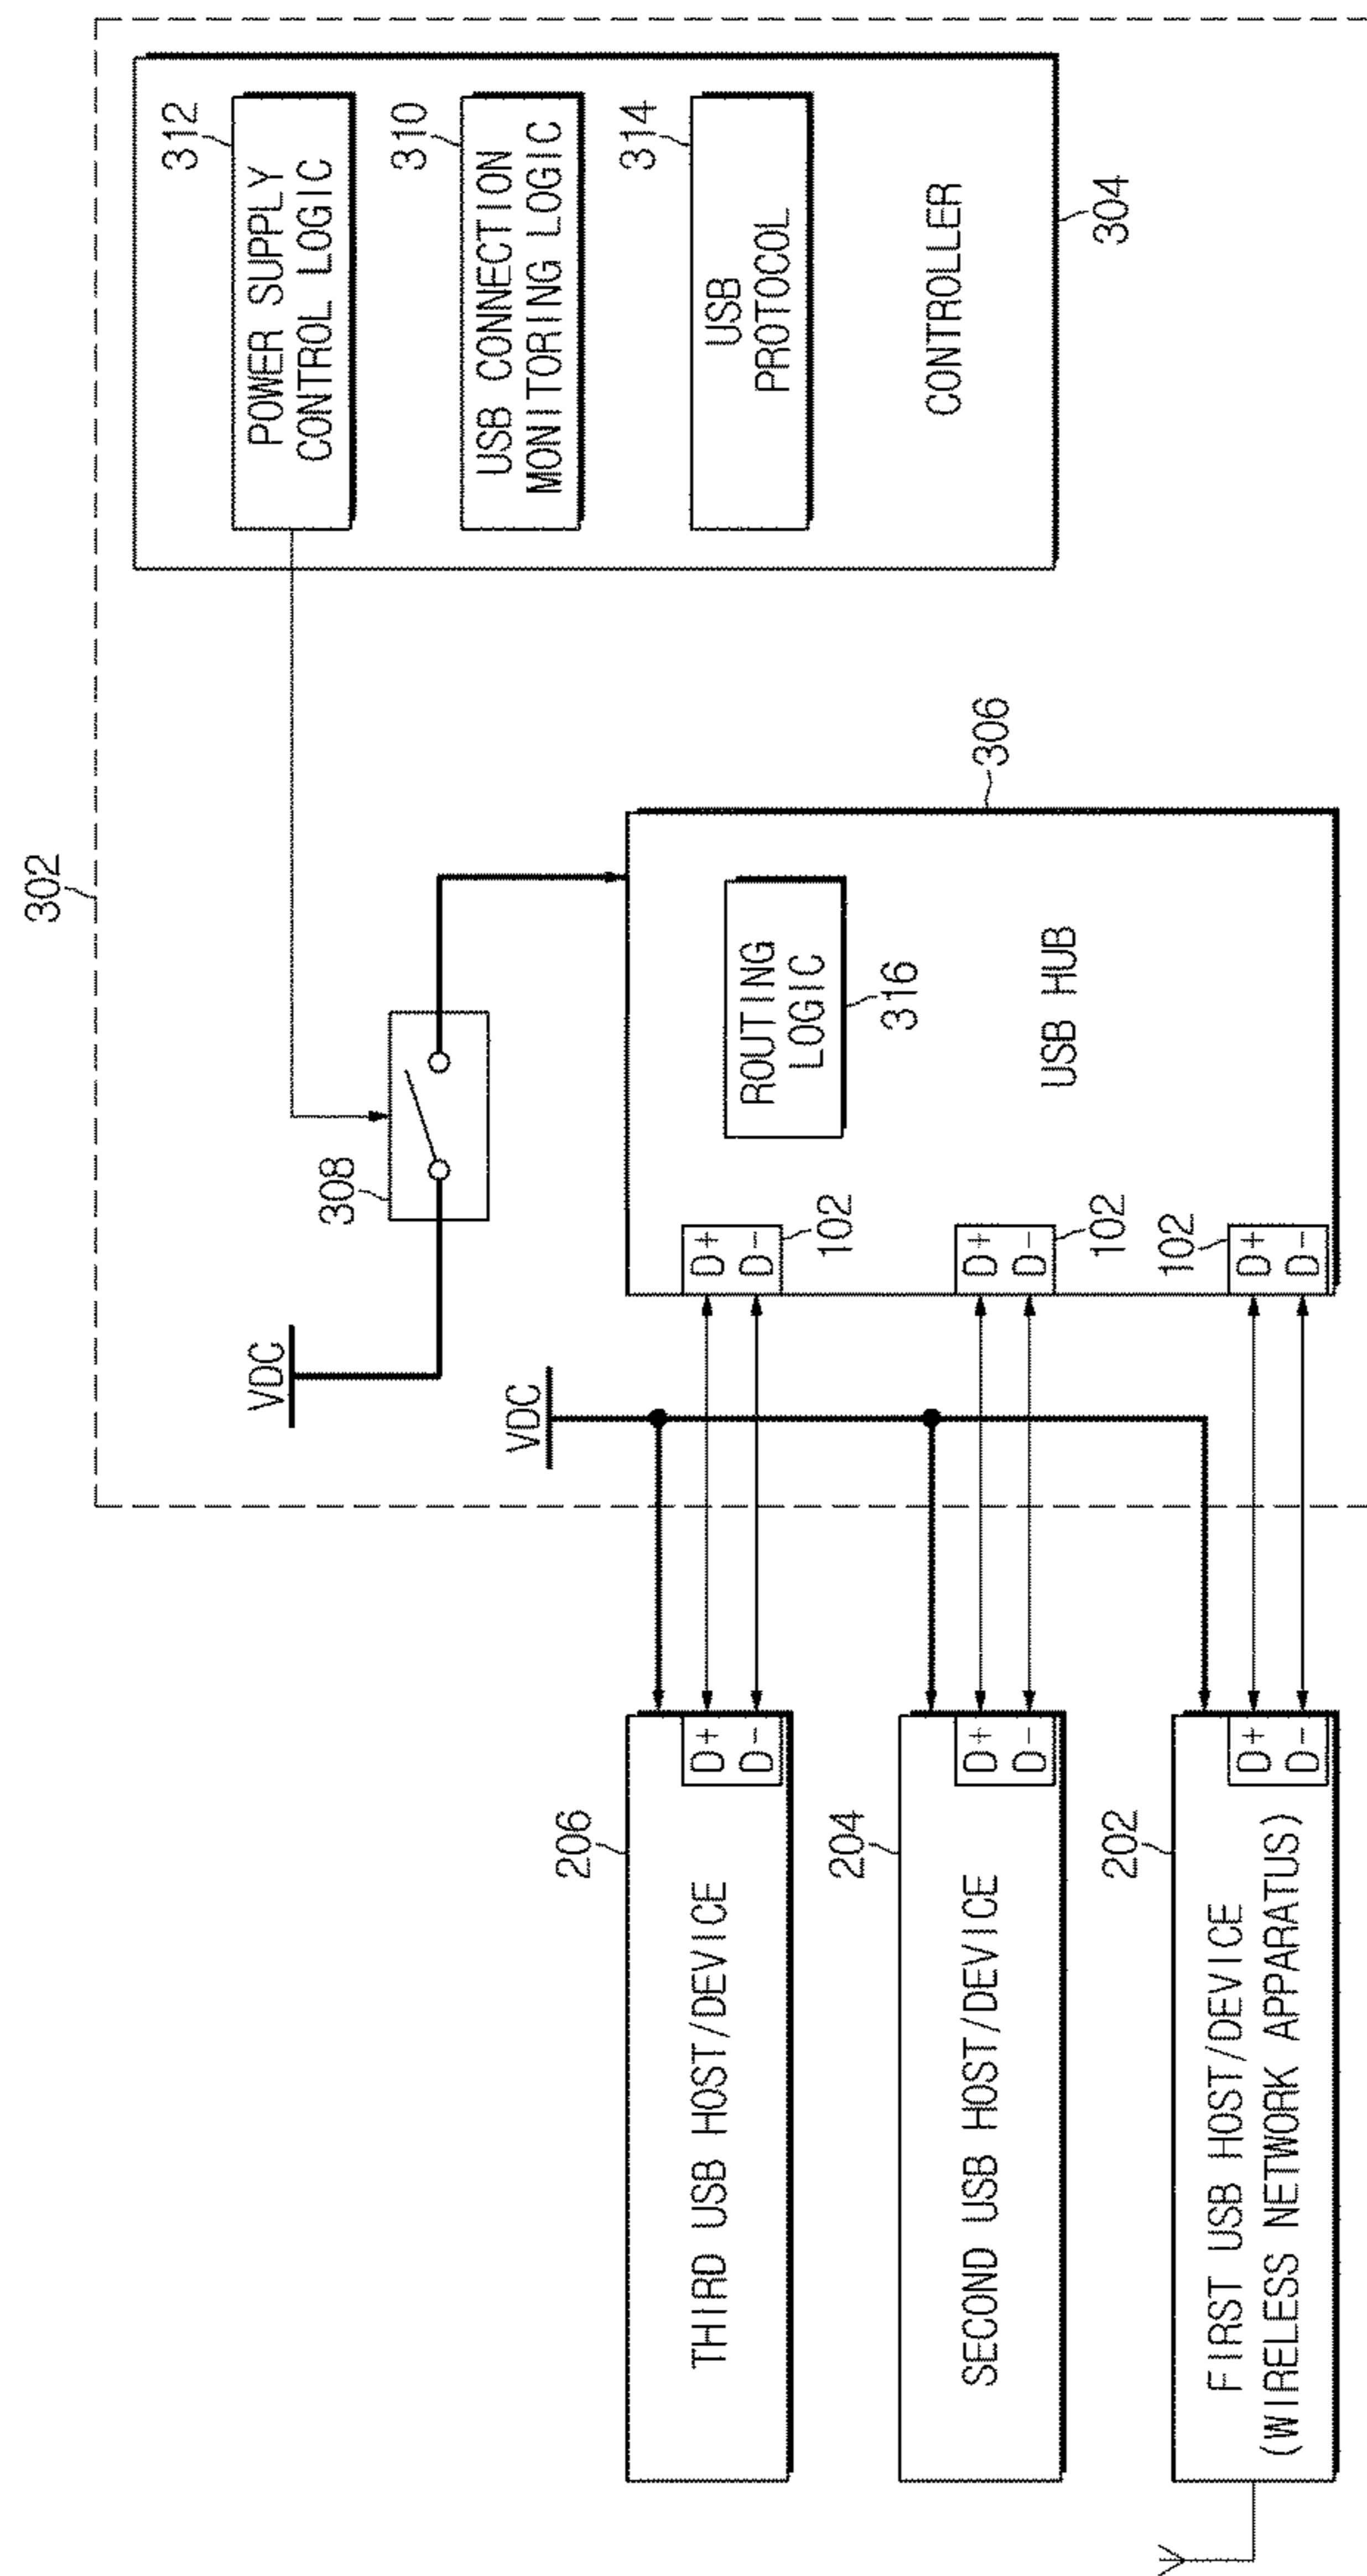 302
312
POWER SUPPLY
CONTROL LOGIC
310
USB CONNECTION
MONITORING LOGIC
314
USB
PROTOCOL
CONTROLLER
304
308
VDC
VDC
306
ROUTING
LOGIC
316
USB HUB
D+
D-
102
D+
D-
102
D+
D-
102
206
THIRD USB HOST/DEVICE
D+
D-
204
SECOND USB HOST/DEVICE
D+
D-
202
FIRST USB HOST/DEVICE
(WIRELESS NETWORK APPARATUS)
D+
D-